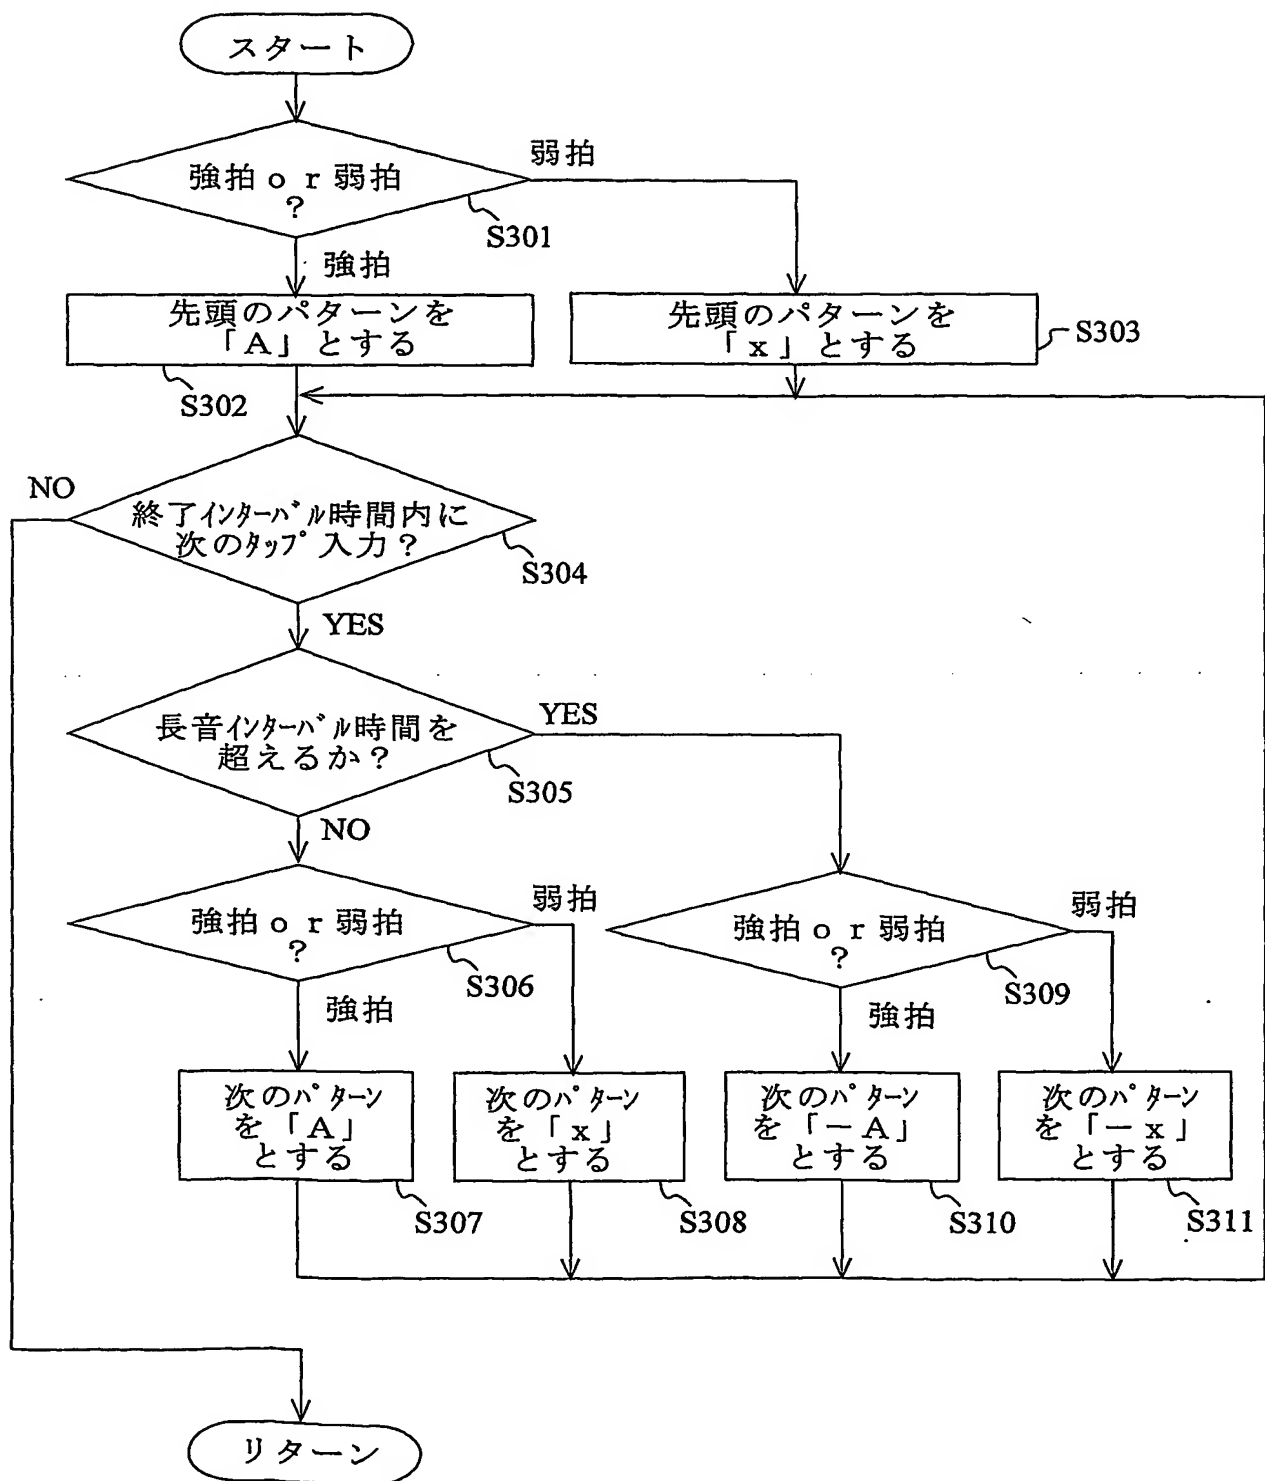 スタート
強拍or弱拍
?
弱拍
S301
強拍
先頭のパターンを
「A」とする
S302
先頭のパターンを
「x」とする
S303
NO
終了インターバル時間内に
次のタップ入力?
S304
YES
長音インターバル時間を
超えるか?
YES
S305
NO
強拍or弱拍
?
弱拍
S306
強拍
強拍or弱拍
?
弱拍
S309
強拍
次のパターン
を「A」
とする
S307
次のパターン
を「x」
とする
S308
次のパターン
を「-A」
とする
S310
次のパターン
を「-x」
とする
S311
リターン